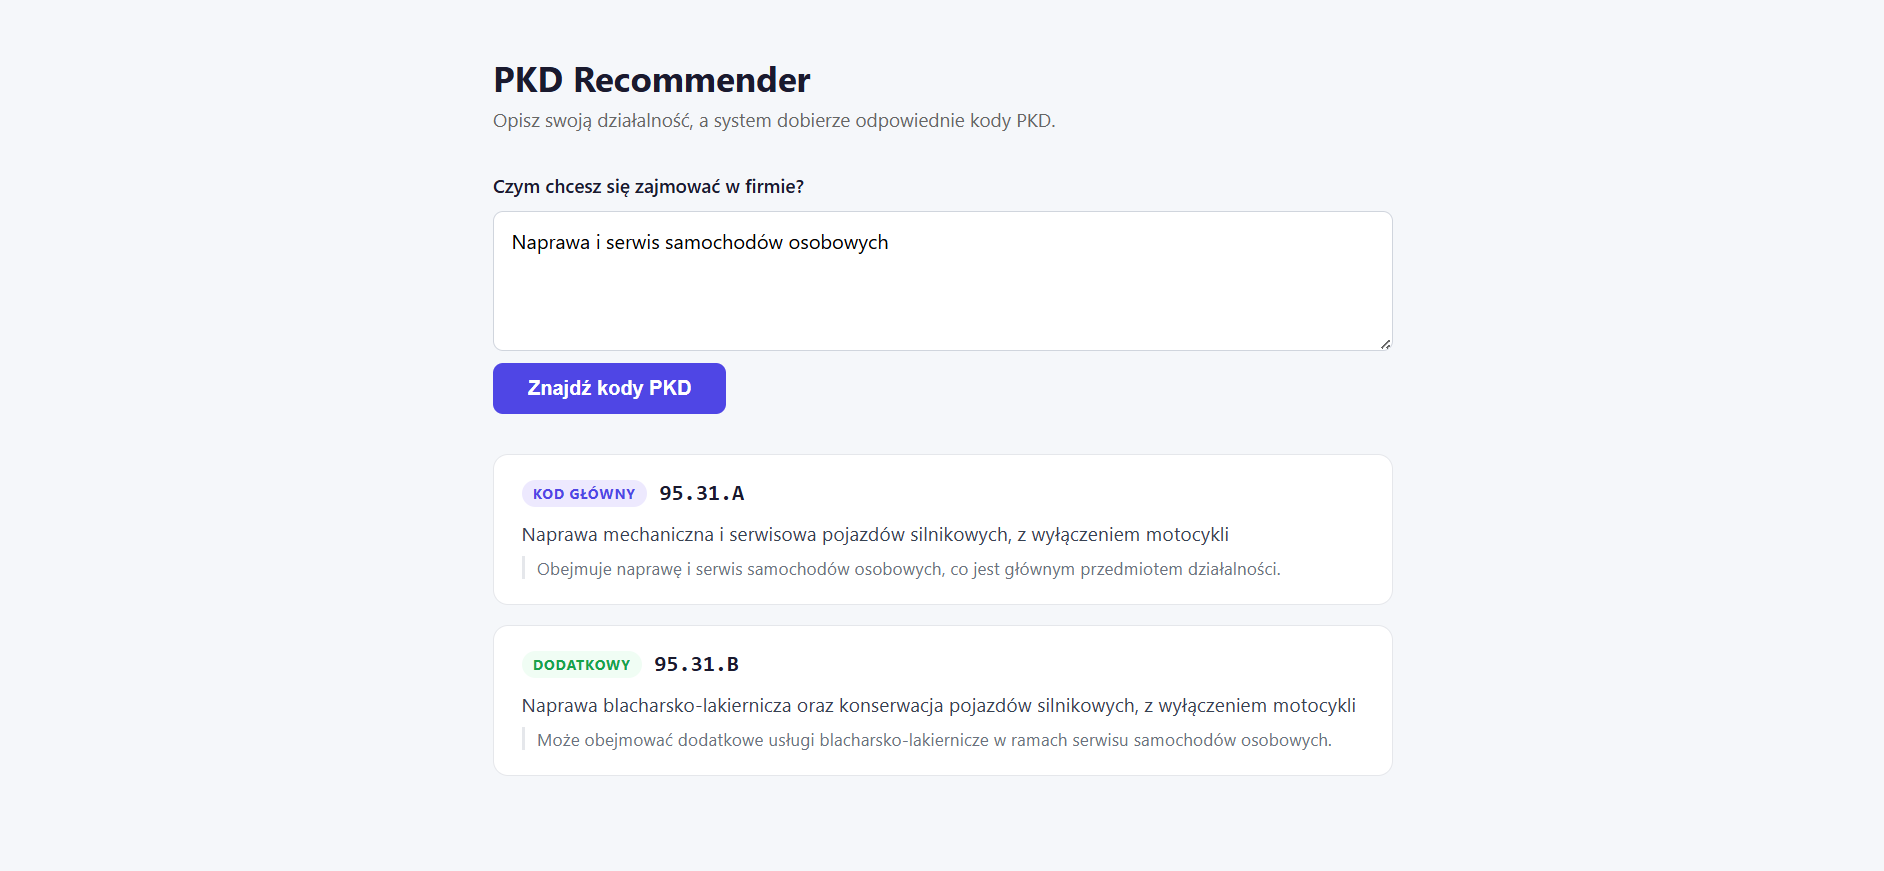 PKD Recommender
Opisz swoją działalność, a system dobierze odpowiednie kody PKD.
Czym chcesz się zajmować w firmie?
Naprawa i serwis samochodów osobowych
Znajdź kody PKD
KOD GŁÓWNY 95.31.A
Naprawa mechaniczna i serwisowa pojazdów silnikowych, z wyłączeniem motocykli
Obejmuje naprawę i serwis samochodów osobowych, co jest głównym przedmiotem działalności.
DODATKOWY 95.31.B
Naprawa blacharsko-lakiernicza oraz konserwacja pojazdów silnikowych, z wyłączeniem motocykli
Może obejmować dodatkowe usługi blacharsko-lakiernicze w ramach serwisu samochodów osobowych.